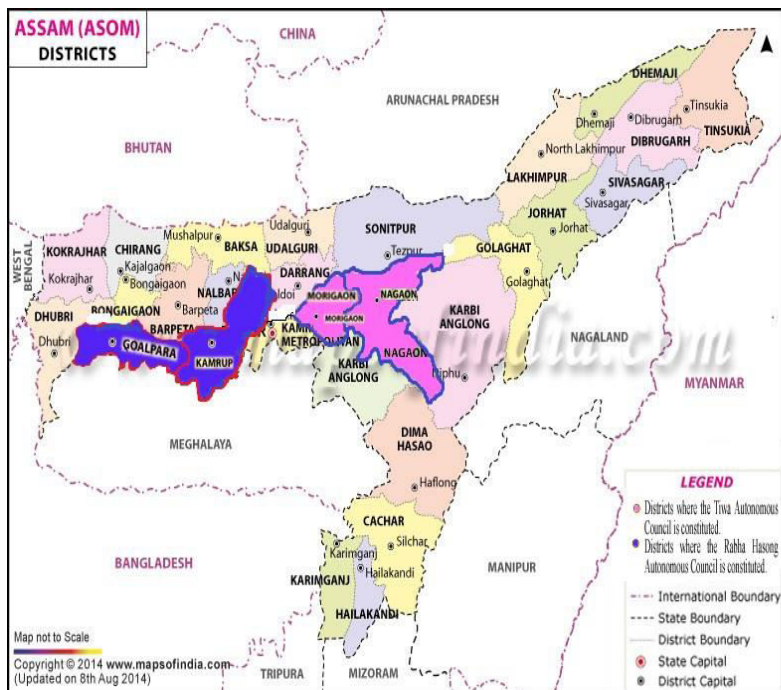 ASSAM (ASOM)
DISTRICTS
CHINA
ARUNACHAL PRADESH
BHUTAN
DHEMAJI
Dhemaji
Dibrugarh
Tinsukia
TINSUKIA
DIBRUGARH
North Lakhimpur
LAKHIMPUR
SIVASAGAR
Sivasagar
JORHAT
Jorhat
SONITPUR
Tezpur
GOLAGHAT
Golaghat
Udalguri
UDALGURI
Mushalpur
BAKSA
KOKRAJHAR
Kokrajhar
CHIRANG
Kajalgaon
Bongaigaon
BONGAIGAON
WEST
BENGAL
DHUBRI
Dhubri
BARPETA
Barpeta
NALBAR
DARRANG
ldoi
MORIGAON
MORIGAON
NAGAON
NAGAON
GOALPARA
KAMRUP
KAM
METROPOLITAN
KARBI
ANGLONG
KARBI
ANGLONG
Diphu
NAGALAND
MYANMAR
MEGHALAYA
DIMA
HASAO
Haflong
CACHAR
Silchar
Karimganj
KARIMGANJ
Hailakandi
HAILAKANDI
MANIPUR
BANGLADESH
TRIPURA
MIZORAM
LEGEND
Districts where the Tiwa Autonomous
Council is constituted.
Districts where the Rabha Hasong
Autonomous Council is constituted.
International Boundary
State Boundary
District Boundary
State Capital
District Capital
Map not to Scale
Copyright © 2014 www.mapsofindia.com
(Updated on 8th Aug 2014)